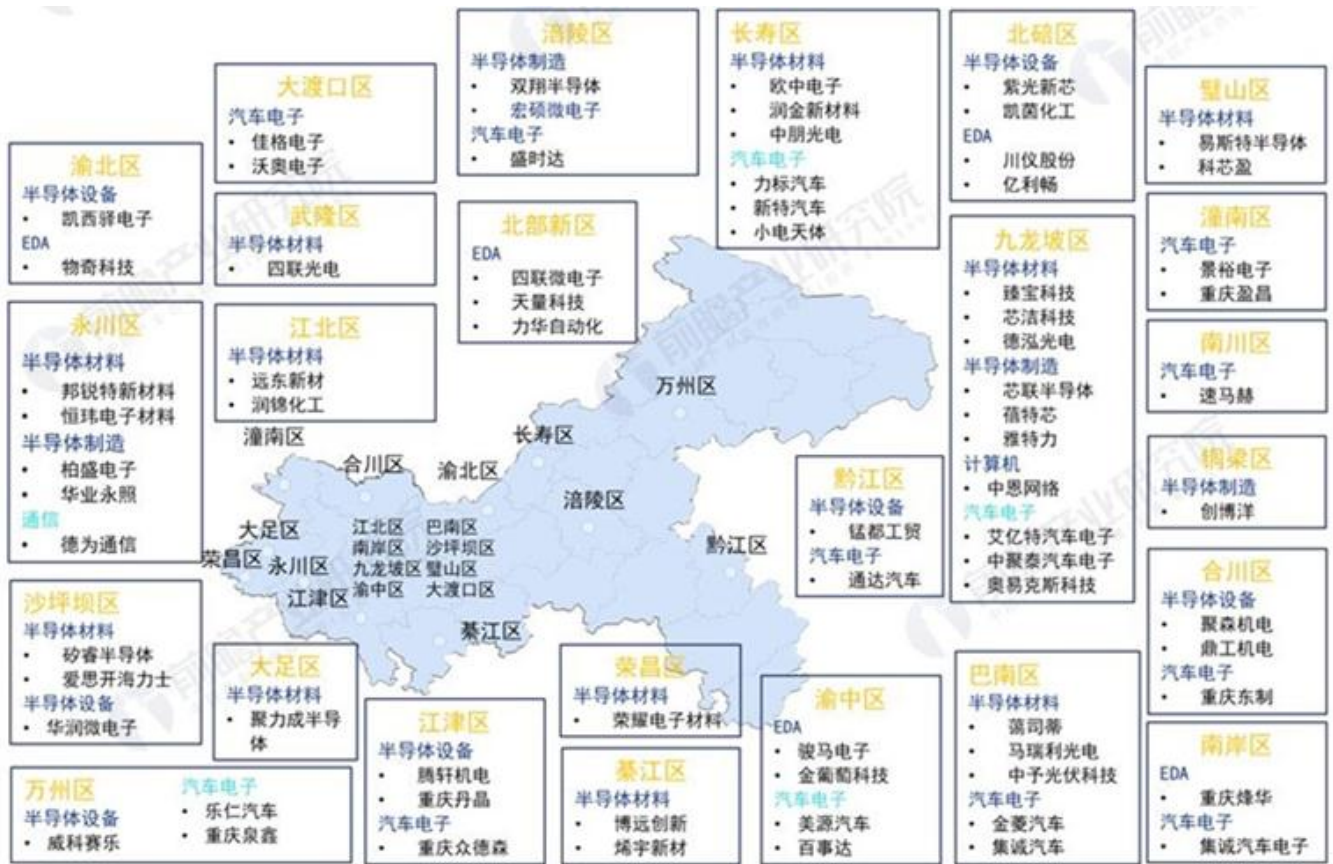 涪陵区
半导体制造
• 双翔半导体
• 宏硕微电子
汽车电子
• 盛时达
长寿区
半导体材料
• 欧中电子
• 润金新材料
• 中朋光电
汽车电子
• 力标汽车
• 新特汽车
• 小电天体
北碚区
半导体设备
• 紫光新芯
• 凯茵化工
EDA
• 川仪股份
• 亿利畅
大渡口区
汽车电子
• 佳格电子
• 沃奥电子
璧山区
半导体材料
• 易斯特半导体
• 科芯盈
渝北区
半导体设备
• 凯西驿电子
EDA
• 物奇科技
武隆区
半导体材料
• 四联光电
北部新区
EDA
• 四联微电子
• 天量科技
• 力华自动化
九龙坡区
半导体材料
• 臻宝科技
• 芯洁科技
• 德泓光电
半导体制造
• 芯联半导体
• 蓓特芯
• 雅特力
计算机
• 中恩网络
汽车电子
• 艾亿特汽车电子
• 中聚泰汽车电子
• 奥易克斯科技
潼南区
汽车电子
• 景裕电子
• 重庆盈昌
永川区
半导体材料
• 邦锐特新材料
• 恒玮电子材料
半导体制造
• 柏盛电子
• 华业永照
通信
• 德为通信
江北区
半导体材料
• 远东新材
• 润锦化工
南川区
汽车电子
• 速马赫
铜梁区
半导体制造
• 创博洋
万州区
长寿区
潼南区
合川区
渝北区
涪陵区
大足区
江北区 巴南区
南岸区 沙坪坝区
九龙坡区 璧山区
渝中区 大渡口区
荣昌区
永川区
江津区
黔江区
綦江区
黔江区
半导体设备
• 锰都工贸
汽车电子
• 通达汽车
合川区
半导体设备
• 聚森机电
• 鼎工机电
汽车电子
• 重庆东制
沙坪坝区
半导体材料
• 矽睿半导体
• 爱思开海力士
半导体设备
• 华润微电子
大足区
半导体材料
• 聚力成半导
体
江津区
半导体设备
• 腾轩机电
• 重庆丹晶
汽车电子
• 重庆众德森
荣昌区
半导体材料
• 荣耀电子材料
綦江区
半导体材料
• 博远创新
• 烯宇新材
渝中区
EDA
• 骏马电子
• 金葡萄科技
汽车电子
• 美源汽车
• 百事达
巴南区
半导体材料
• 蔼司蒂
• 马瑞利光电
• 中予光伏科技
汽车电子
• 金菱汽车
• 集诚汽车
南岸区
EDA
• 重庆烽华
汽车电子
• 集诚汽车电子
万州区
半导体设备
• 威科赛乐
汽车电子
• 乐仁汽车
• 重庆泉鑫
前瞻产业研究院